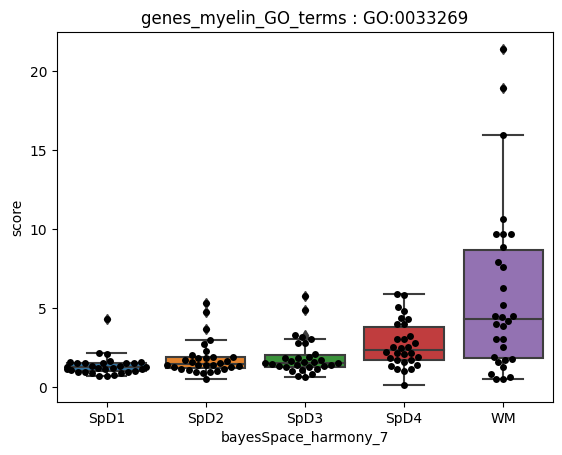 genes_myelin_GO_terms : GO:0033269
20
15
10
5
0
score
SpD1 SpD2 SpD3 SpD4 WM
bayesSpace_harmony_7